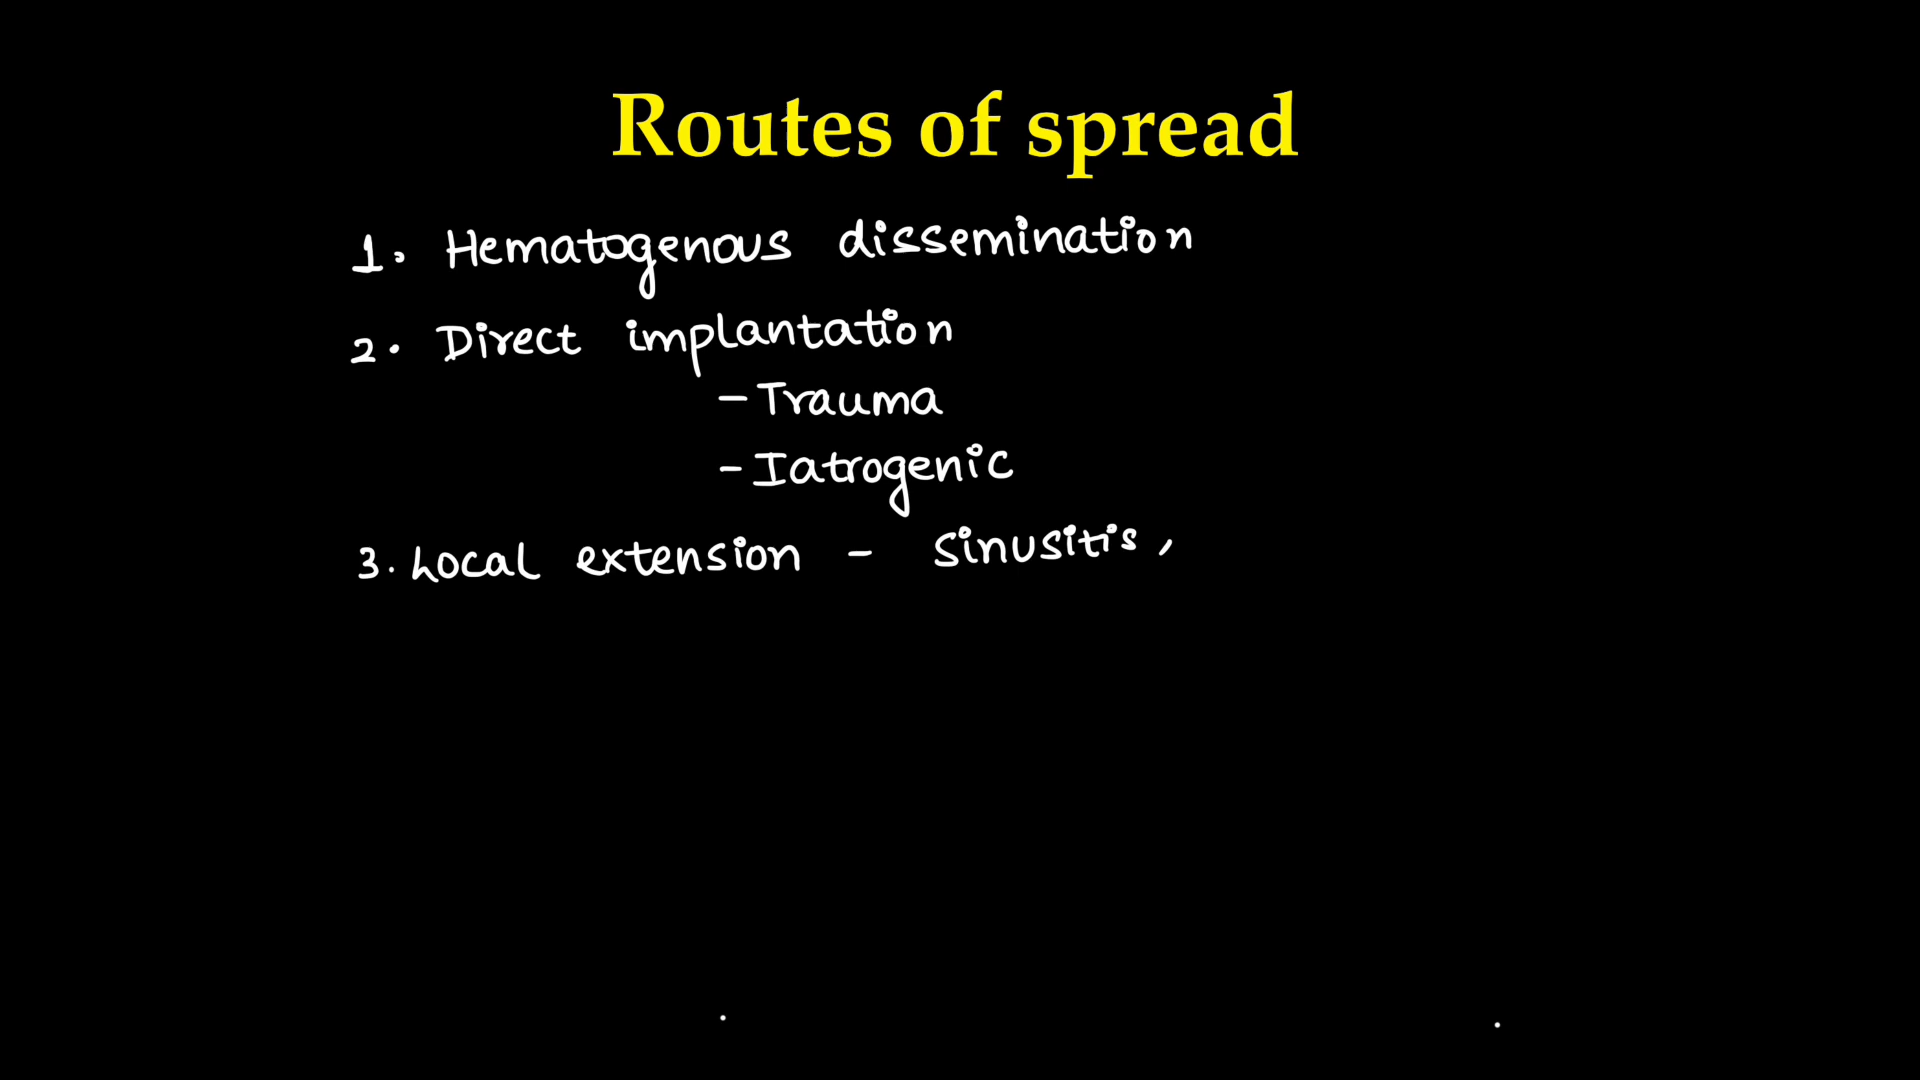 Routes of spread
1. Hematogenous dissemination
2. Direct implantation
- Trauma
- Iatrogenic
3. Local extension - Sinusitis,